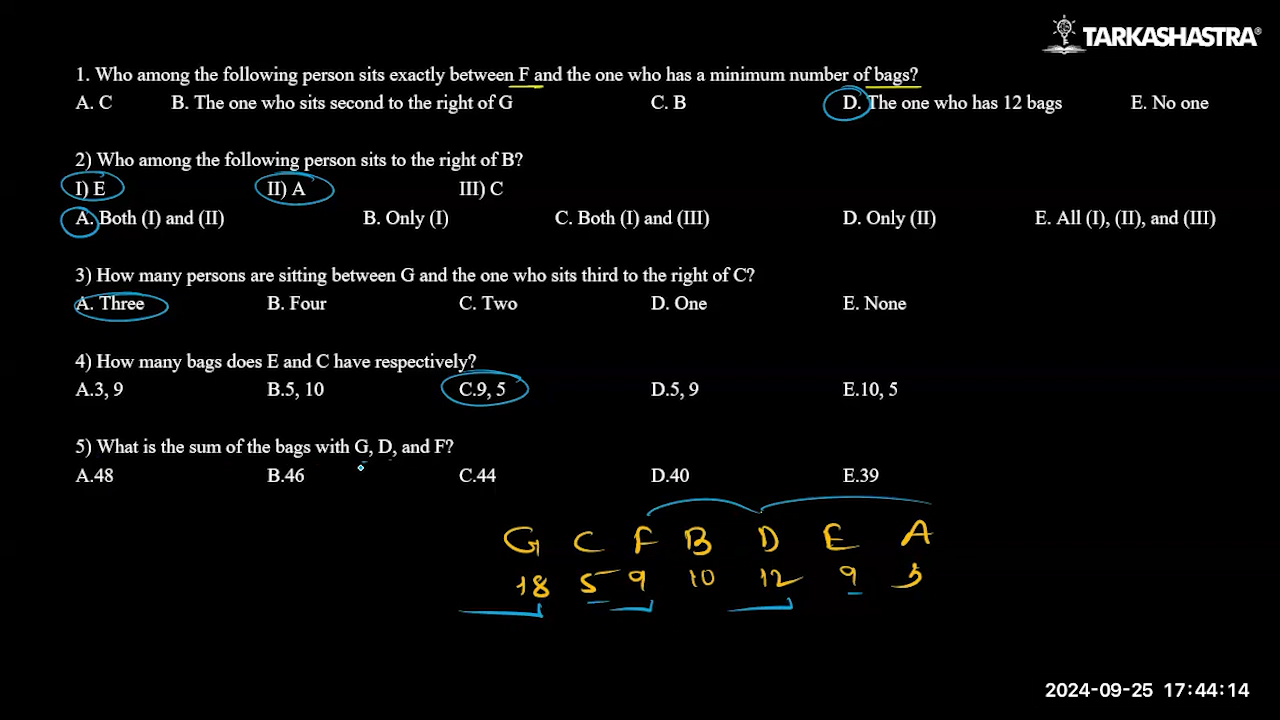 TARKASHASTRA®
1. Who among the following person sits exactly between F and the one who has a minimum number of bags?
A. C B. The one who sits second to the right of G C. B D. The one who has 12 bags E. No one
2) Who among the following person sits to the right of B?
I) E II) A III) C
A. Both (I) and (II) B. Only (I) C. Both (I) and (III) D. Only (II) E. All (I), (II), and (III)
3) How many persons are sitting between G and the one who sits third to the right of C?
A. Three B. Four C. Two D. One E. None
4) How many bags does E and C have respectively?
A.3, 9 B.5, 10 C.9, 5 D.5, 9 E.10, 5
5) What is the sum of the bags with G, D, and F?
A.48 B.46 C.44 D.40 E.39
G C F B D E A
18 5 9 10 12 9
2024-09-25 17:44:14